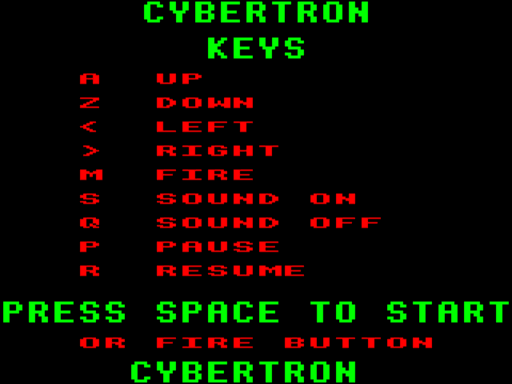 CYBERTRON
KEYS
A UP
Z DOWN
< LEFT
> RIGHT
M FIRE
S SOUND ON
Q SOUND OFF
P PAUSE
R RESUME
PRESS SPACE TO START
OR FIRE BUTTON
CYBERTRON